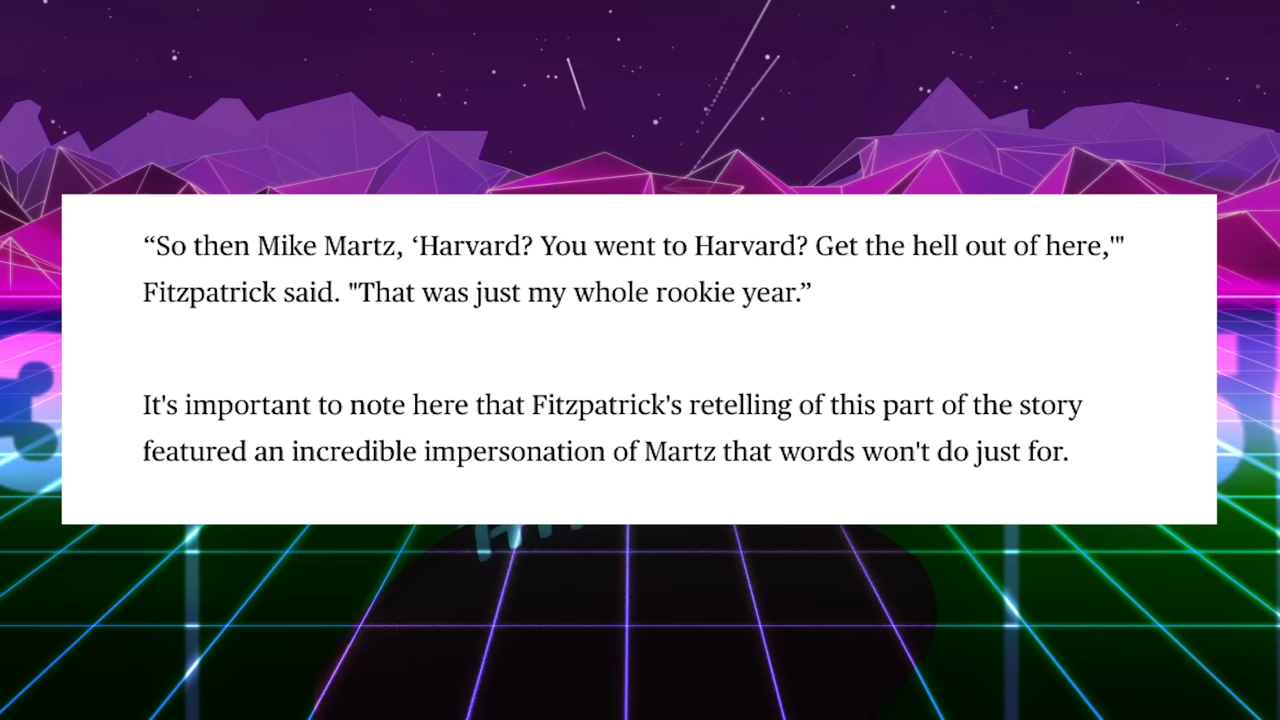 “So then Mike Martz, ‘Harvard? You went to Harvard? Get the hell out of here,'"
Fitzpatrick said. "That was just my whole rookie year.”
It's important to note here that Fitzpatrick's retelling of this part of the story
featured an incredible impersonation of Martz that words won't do just for.